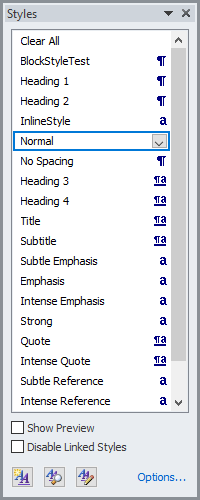 Styles
Clear All
BlockStyleTest ¶
Heading 1 ¶
Heading 2 ¶
InlineStyle a
Normal
No Spacing ¶
Heading 3 ¶a
Heading 4 ¶a
Title ¶a
Subtitle ¶a
Subtle Emphasis a
Emphasis a
Intense Emphasis a
Strong a
Quote ¶a
Intense Quote ¶a
Subtle Reference a
Intense Reference a
Show Preview
Disable Linked Styles
Options...